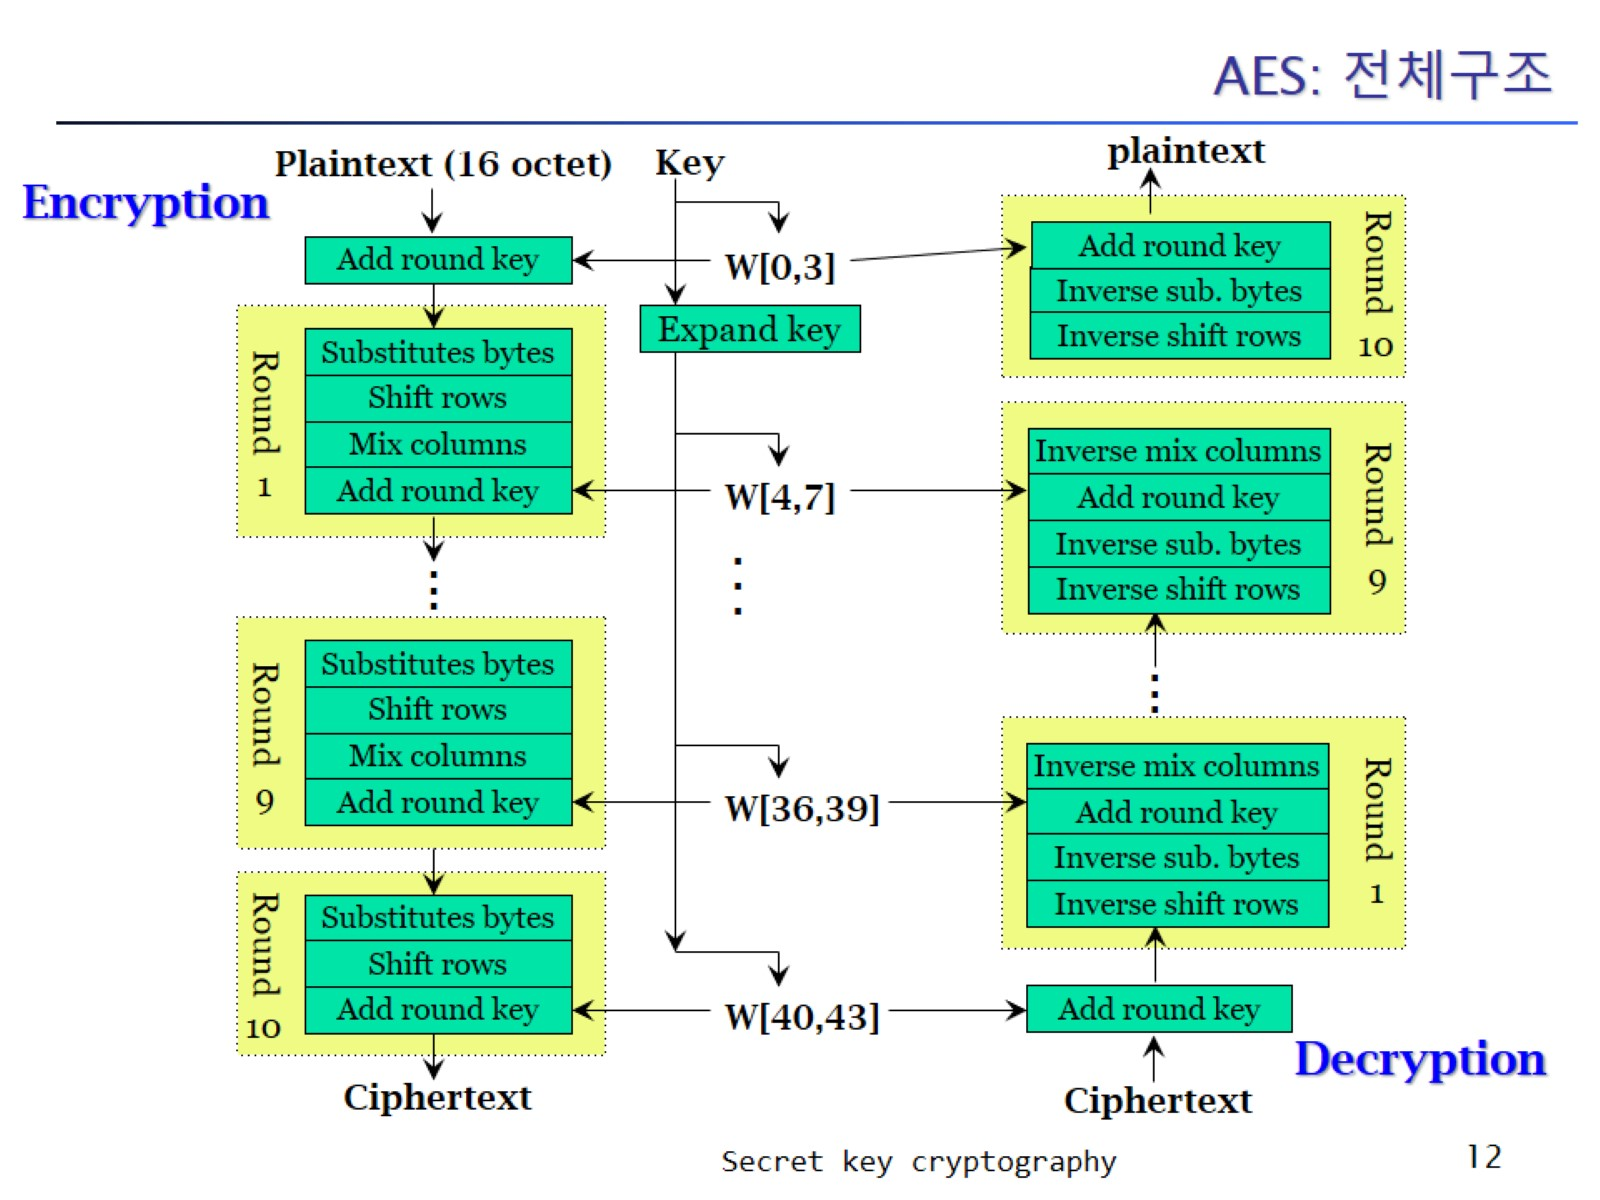 AES: 전체구조
Encryption
Plaintext (16 octet)
Add round key
Round 1
Substitutes bytes
Shift rows
Mix columns
Add round key
⋮
Round 9
Substitutes bytes
Shift rows
Mix columns
Add round key
Round 10
Substitutes bytes
Shift rows
Add round key
Ciphertext
Key
W[0,3]
Expand key
W[4,7]
⋮
W[36,39]
W[40,43]
plaintext
Add round key
Inverse sub. bytes
Inverse shift rows
Round 10
Inverse mix columns
Add round key
Inverse sub. bytes
Inverse shift rows
Round 9
⋮
Inverse mix columns
Add round key
Inverse sub. bytes
Inverse shift rows
Round 1
Add round key
Decryption
Ciphertext
Secret key cryptography
12